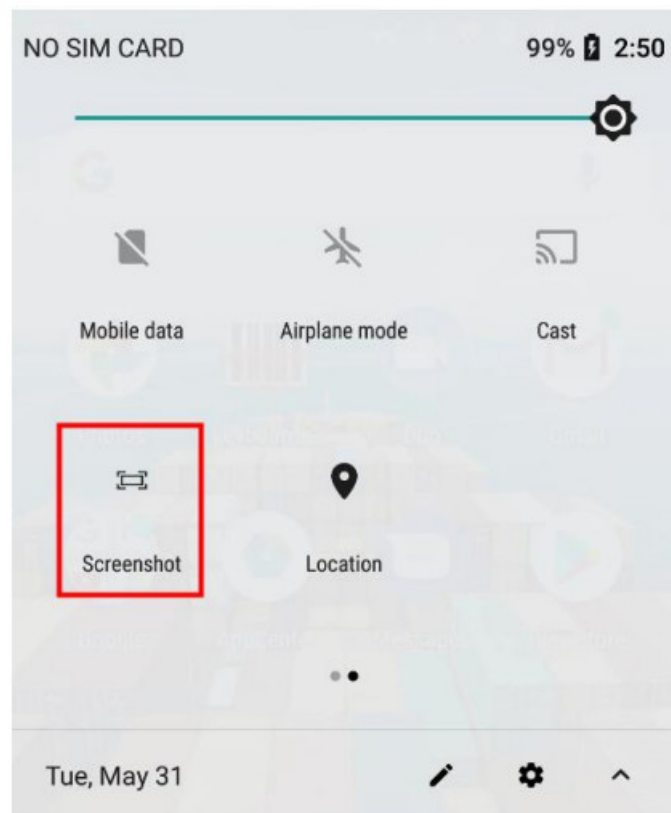 NO SIM CARD 99% 2:50
Mobile data Airplane mode Cast
Screenshot Location
Tue, May 31